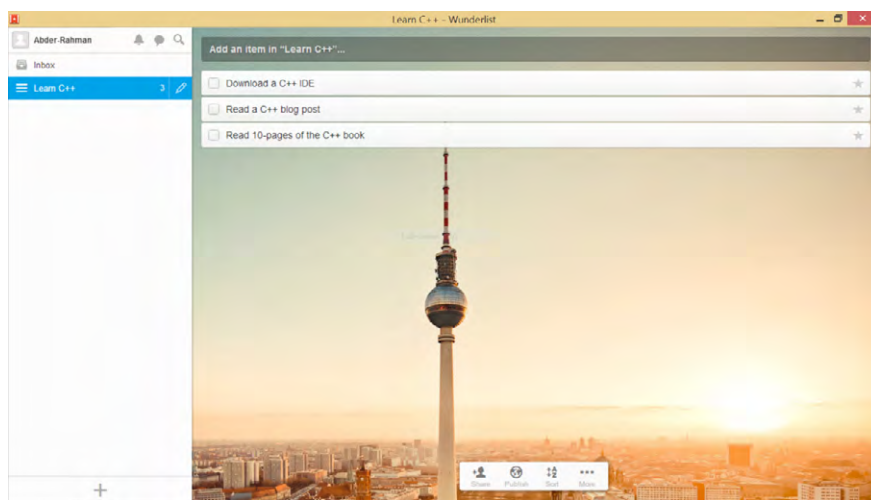 Learn C++ - Wunderlist
Abder-Rahman
Inbox
Learn C++ 3
Add an item in "Learn C++"...
Download a C++ IDE
Read a C++ blog post
Read 10-pages of the C++ book
Share Publish Sort More